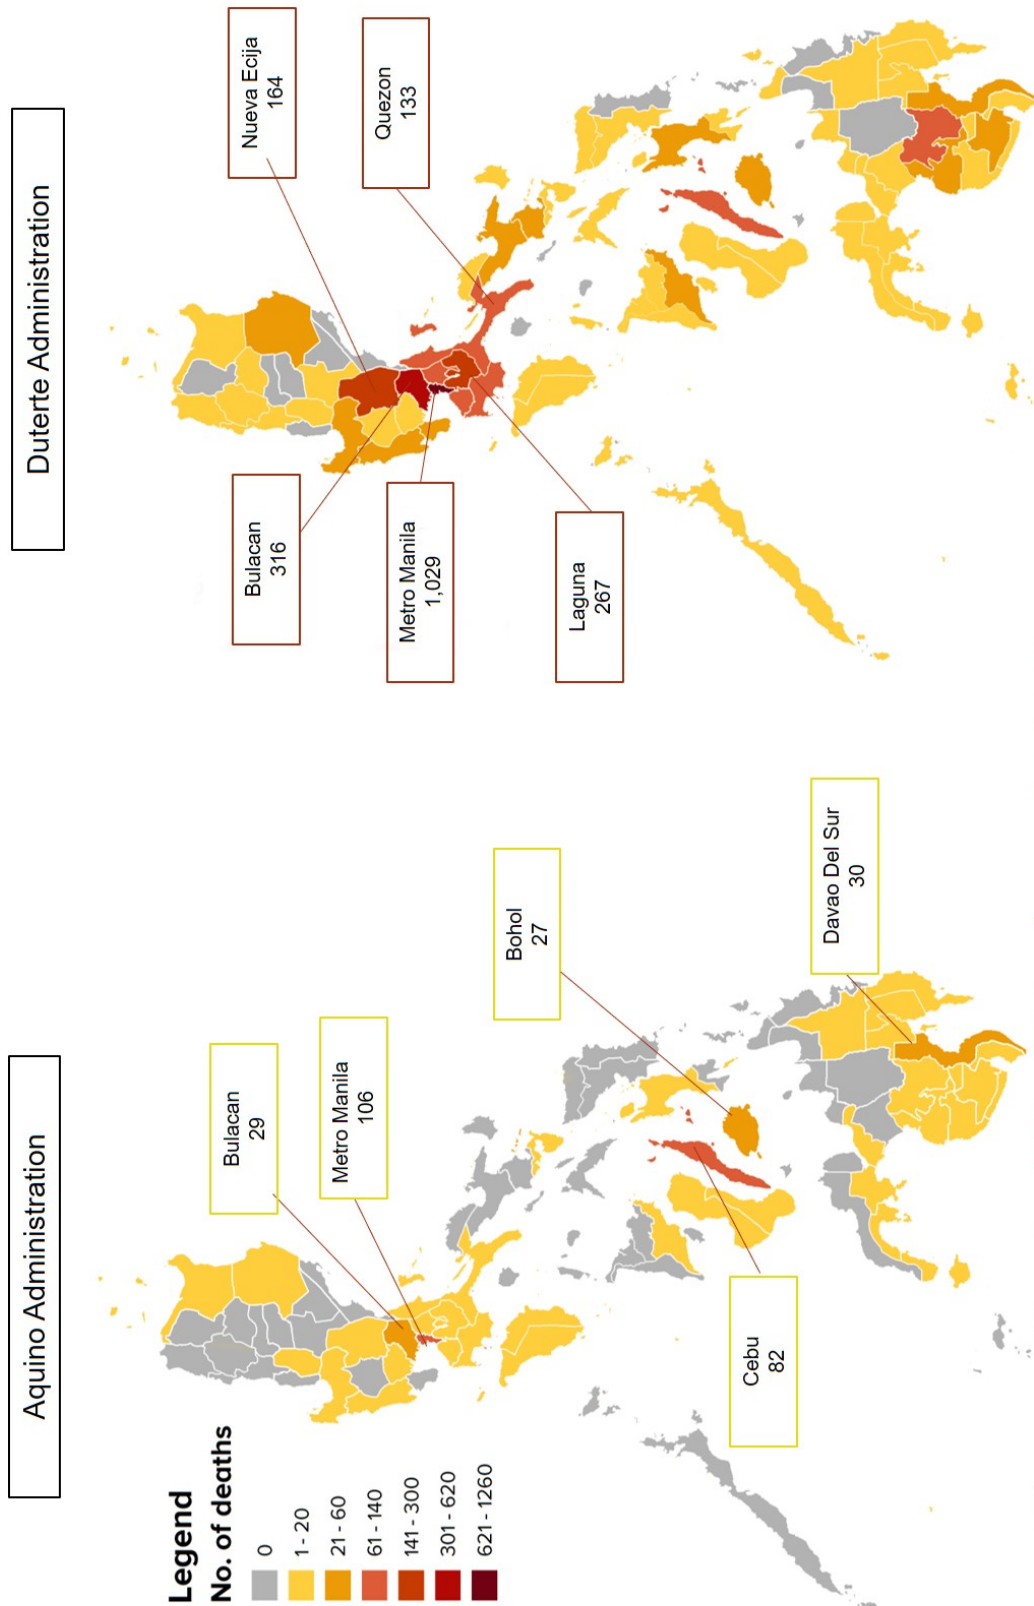 Aquino Administration
Duterte Administration
Legend
No. of deaths
0
1 - 20
21 - 60
61 - 140
141 - 300
301 - 620
621 - 1260
Bulacan
29
Metro Manila
106
Bohol
27
Cebu
82
Davao Del Sur
30
Nueva Ecija
164
Bulacan
316
Quezon
133
Metro Manila
1,029
Laguna
267